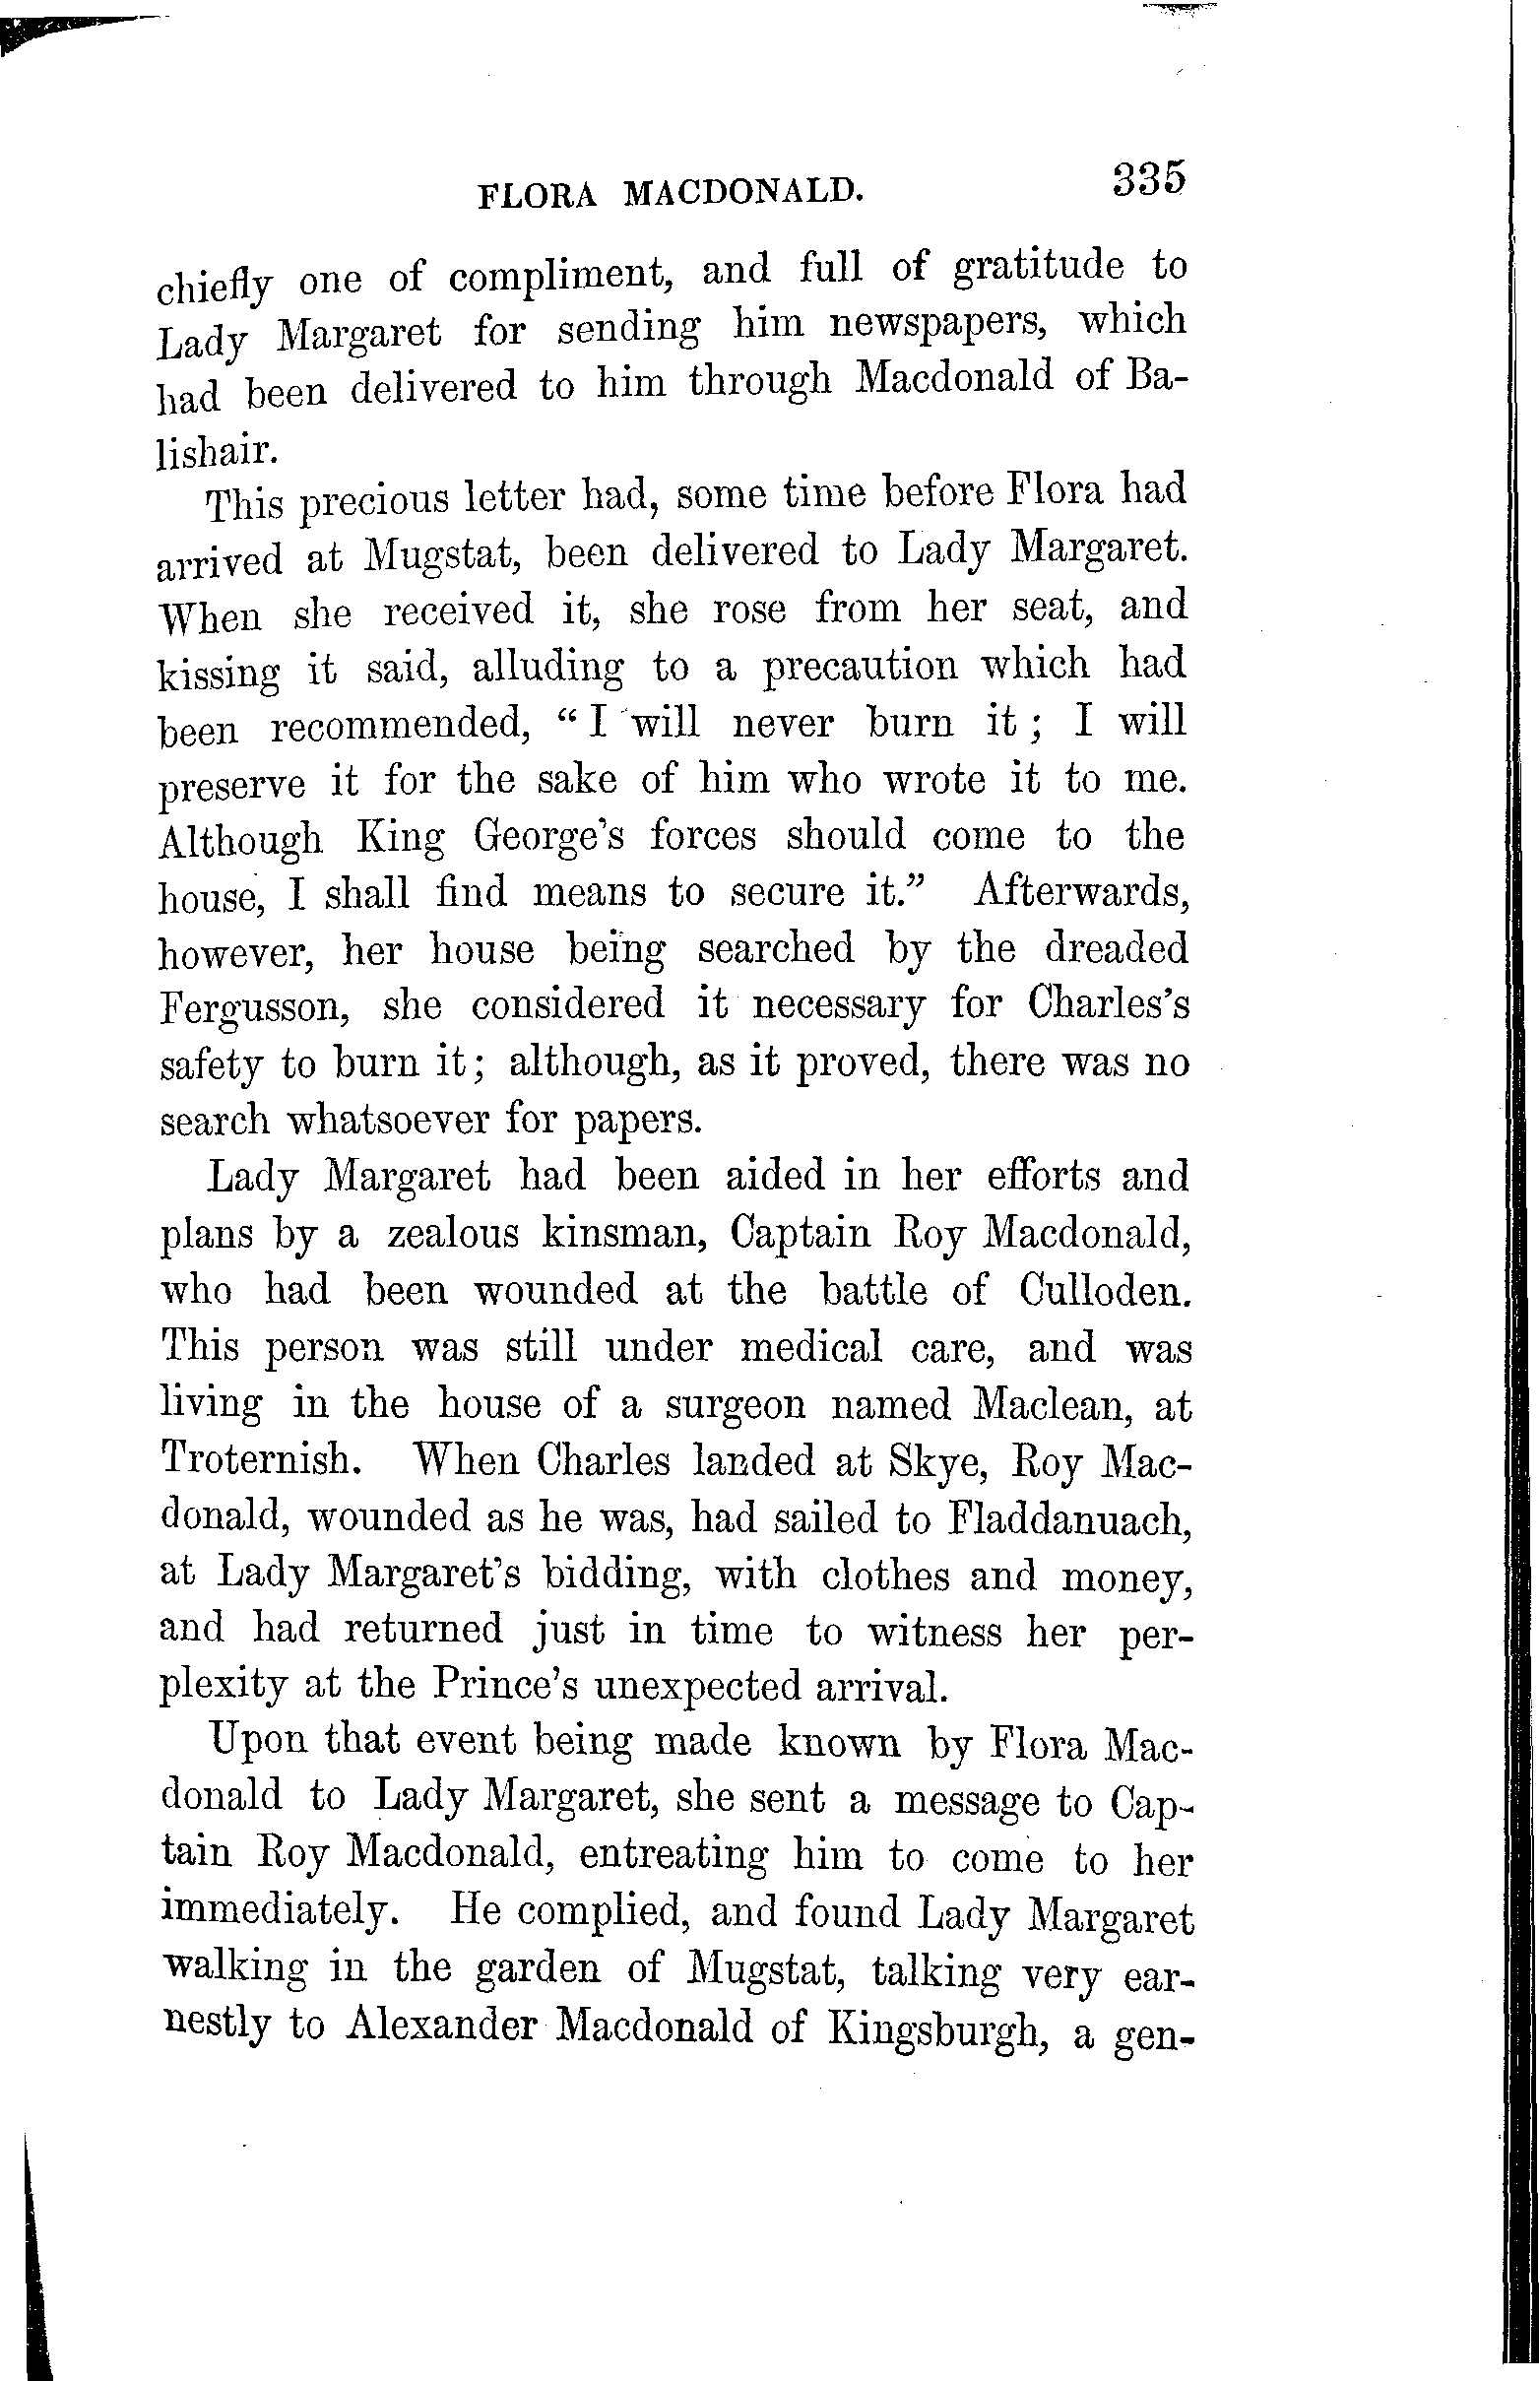 FLORA MACDONALD. 335
chiefly one of compliment, and full of gratitude to
Lady Margaret for sending him newspapers, which
had been delivered to him through Macdonald of Ba-
lishair.
This precious letter had, some time before Flora had
arrived at Mugstat, been delivered to Lady Margaret.
When she received it, she rose from her seat, and
kissing it said, alluding to a precaution which had
been recommended, “I will never burn it; I will
preserve it for the sake of him who wrote it to me.
Although King George's forces should come to the
house, I shall find means to secure it.” Afterwards,
however, her house being searched by the dreaded
Fergusson, she considered it necessary for Charles's
safety to burn it; although, as it proved, there was no
search whatsoever for papers.
Lady Margaret had been aided in her efforts and
plans by a zealous kinsman, Captain Roy Macdonald,
who had been wounded at the battle of Culloden.
This person was still under medical care, and was
living in the house of a surgeon named Maclean, at
Troternish. When Charles landed at Skye, Roy Mac-
donald, wounded as he was, had sailed to Fladdanuach,
at Lady Margaret's bidding, with clothes and money,
and had returned just in time to witness her per-
plexity at the Prince's unexpected arrival.
Upon that event being made known by Flora Mac-
donald to Lady Margaret, she sent a message to Cap-
tain Roy Macdonald, entreating him to come to her
immediately. He complied, and found Lady Margaret
walking in the garden of Mugstat, talking very ear-
nestly to Alexander Macdonald of Kingsburgh, a gen-